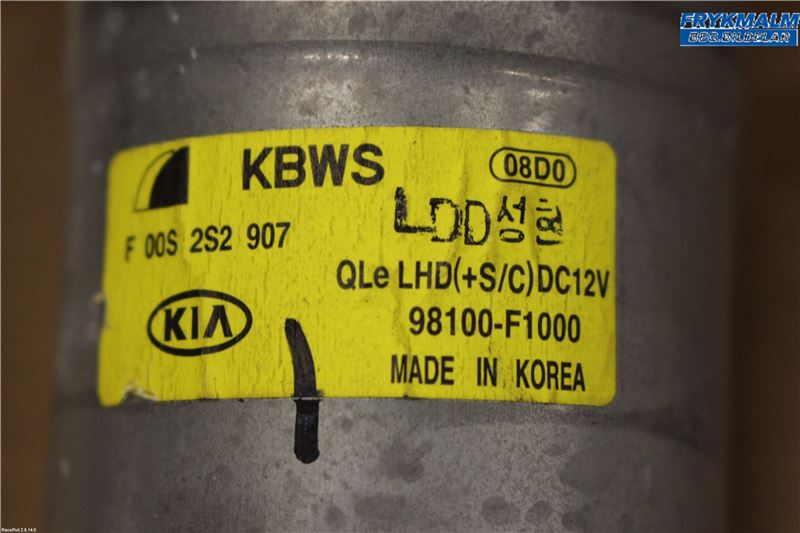 FRYKMALM
BEG.BILDELAR
KBWS
08D0
LDD성현
F 00S 2S2 907
QLe LHD(+S/C)DC12V
KIA
98100-F1000
MADE IN KOREA